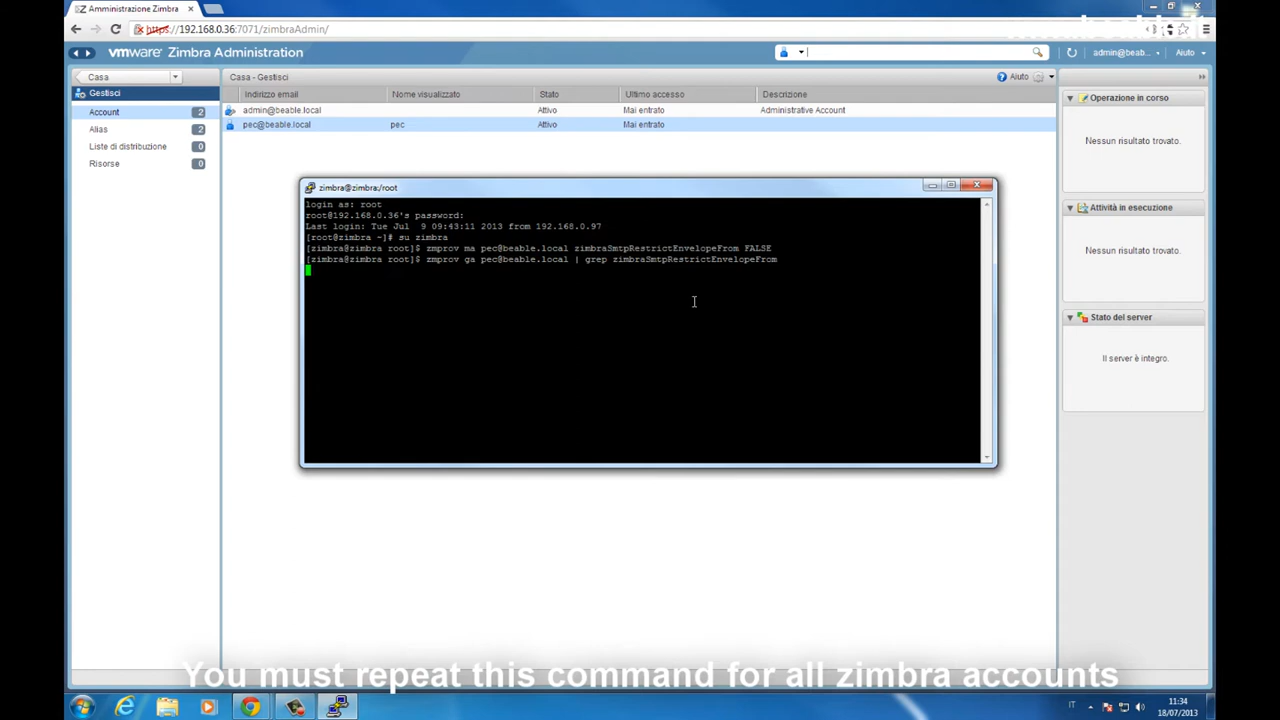 Amministrazione Zimbra
https://192.168.0.36:7071/zimbraAdmin/
vmware Zimbra Administration
admin@beab...
Aiuto
Casa
Casa - Gestisci
Aiuto
Gestisci
Account 2
Alias 2
Liste di distribuzione 0
Risorse 0
Indirizzo email Nome visualizzato Stato Ultimo accesso Descrizione
admin@beable.local Attivo Mai entrato Administrative Account
pec@beable.local pec Attivo Mai entrato
Operazione in corso
Nessun risultato trovato.
Attività in esecuzione
Nessun risultato trovato.
Stato del server
Il server è integro.
zimbra@zimbra:/root
login as: root
root@192.168.0.36's password:
Last login: Tue Jul  9 09:43:11 2013 from 192.168.0.97
[root@zimbra ~]# su zimbra
[zimbra@zimbra root]$ zmprov ma pec@beable.local zimbraSmtpRestrictEnvelopeFrom FALSE
[zimbra@zimbra root]$ zmprov ga pec@beable.local | grep zimbraSmtpRestrictEnvelopeFrom
You must repeat this command for all zimbra accounts
IT
11:34
18/07/2013